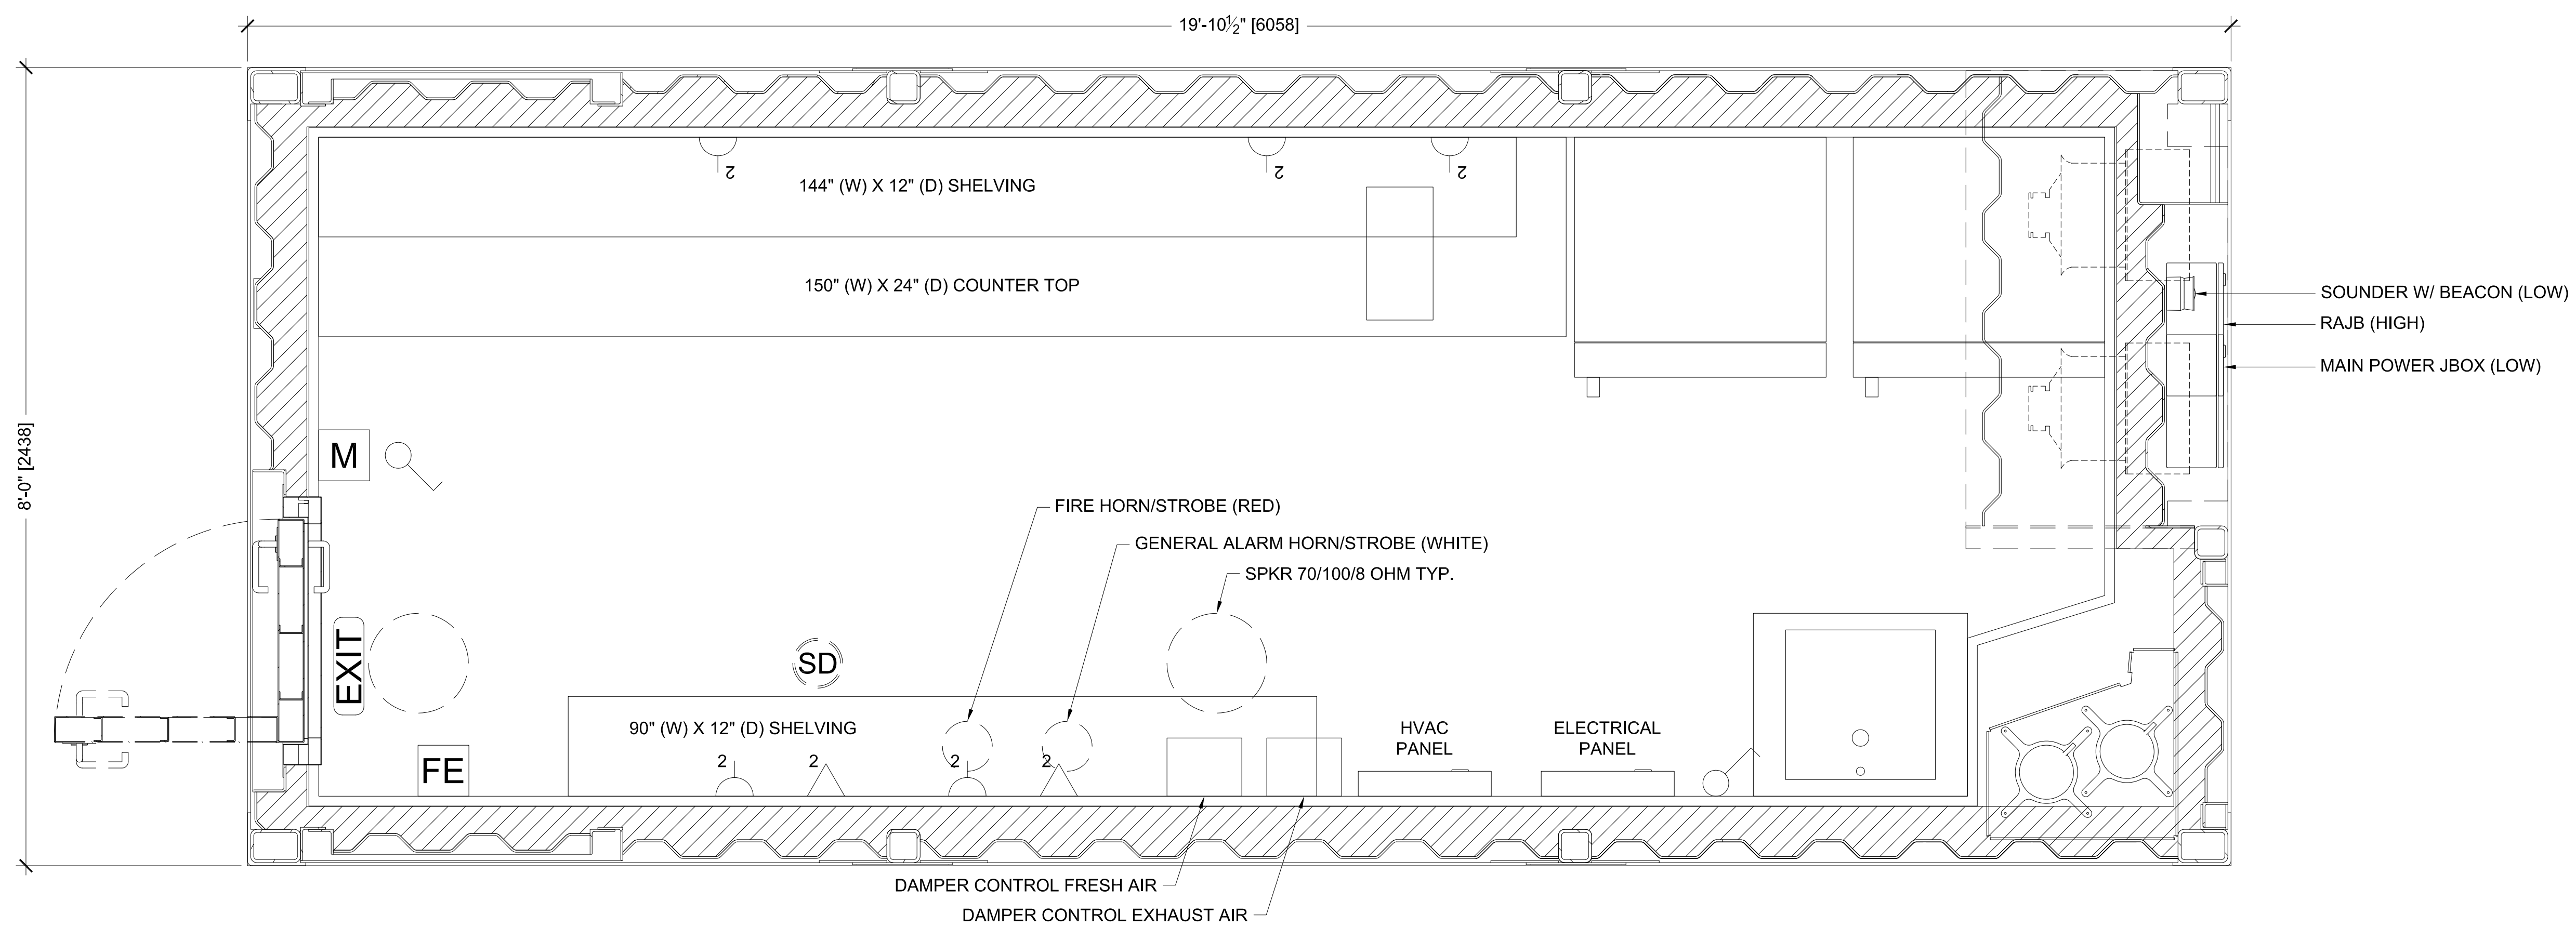 19'-10½" [6058]
8'-0" [2438]
2
2
2
144" (W) X 12" (D) SHELVING
150" (W) X 24" (D) COUNTER TOP
SOUNDER W/ BEACON (LOW)
RAJB (HIGH)
MAIN POWER JBOX (LOW)
M
FIRE HORN/STROBE (RED)
GENERAL ALARM HORN/STROBE (WHITE)
SPKR 70/100/8 OHM TYP.
EXIT
SD
90" (W) X 12" (D) SHELVING
HVAC
PANEL
ELECTRICAL
PANEL
FE
2
2
2
2
DAMPER CONTROL FRESH AIR
DAMPER CONTROL EXHAUST AIR